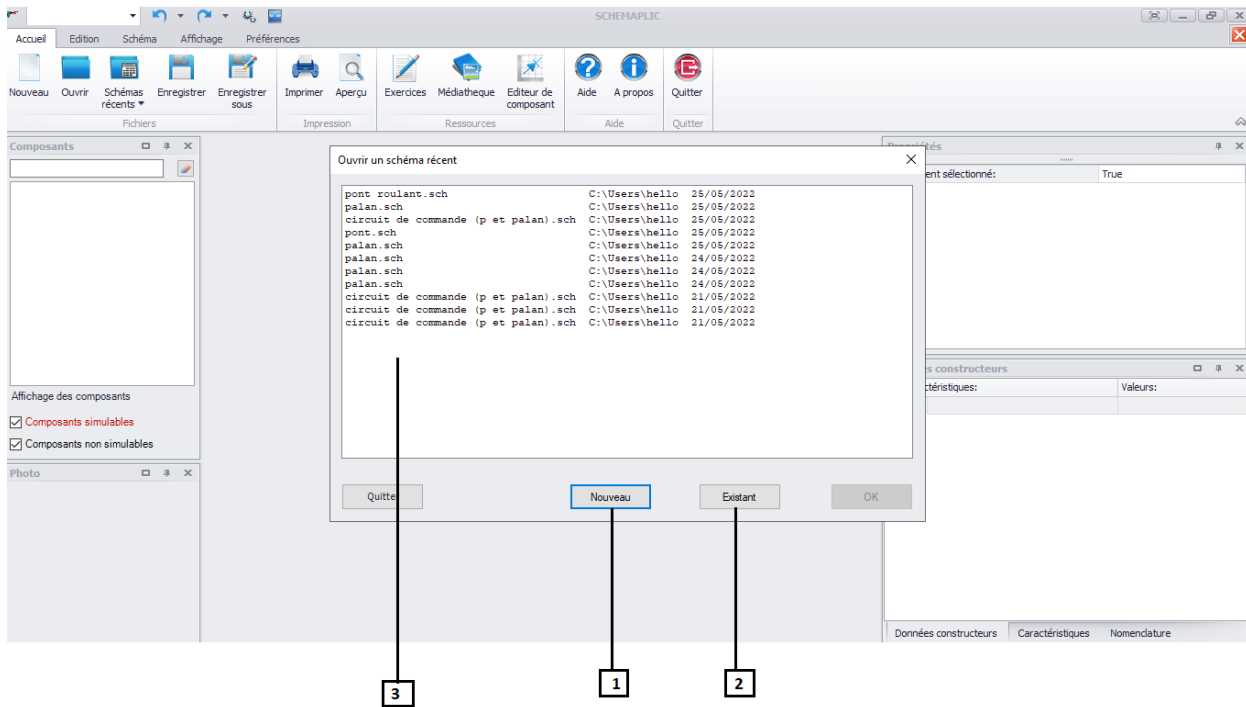 SCHEMAPLIC
Accueil Edition Schéma Affichage Préférences
Nouveau Ouvrir Schémas récents Enregistrer Enregistrer sous Imprimer Aperçu Exercices Médiatheque Editeur de composant Aide A propos Quitter
Fichiers Impression Ressources Aide Quitter
Composants
Affichage des composants
Composants simulables
Composants non simulables
Photo
Ouvrir un schéma récent
pont roulant.sch C:\Users\hello 25/05/2022
palan.sch C:\Users\hello 25/05/2022
circuit de commande (p et palan).sch C:\Users\hello 25/05/2022
pont.sch C:\Users\hello 25/05/2022
palan.sch C:\Users\hello 25/05/2022
palan.sch C:\Users\hello 24/05/2022
palan.sch C:\Users\hello 24/05/2022
palan.sch C:\Users\hello 24/05/2022
circuit de commande (p et palan).sch C:\Users\hello 21/05/2022
circuit de commande (p et palan).sch C:\Users\hello 21/05/2022
circuit de commande (p et palan).sch C:\Users\hello 21/05/2022
Quitter Nouveau Existant OK
ent sélectionné: True
s constructeurs
ctéristiques: Valeurs:
Données constructeurs Caractéristiques Nomenclature
3 1 2